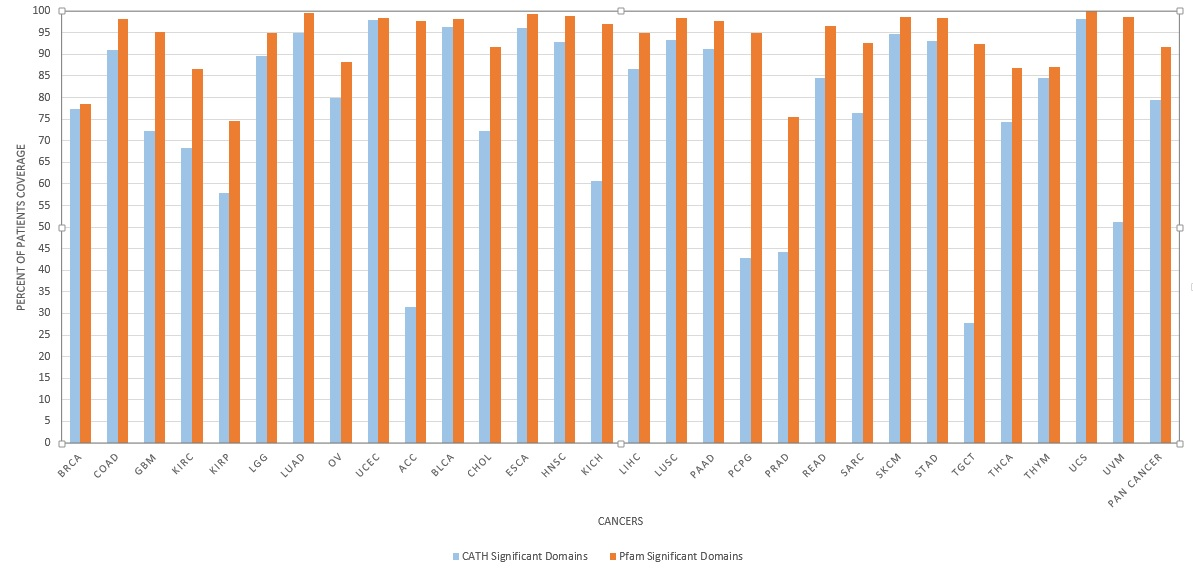 100
95
90
85
80
75
70
65
60
55
50
45
40
35
30
25
20
15
10
5
0
PERCENT OF PATIENTS COVERAGE
BRCA
COAD
GBM
KIRC
KIRP
LGG
LUAD
OV
UCEC
ACC
BLCA
CHOL
ESCA
HNSC
KICH
LIHC
LUSC
PAAD
PCPG
PRAD
READ
SARC
SKCM
STAD
TGCT
THCA
THYM
UCS
UVM
PAN CANCER
CANCERS
CATH Significant Domains
Pfam Significant Domains